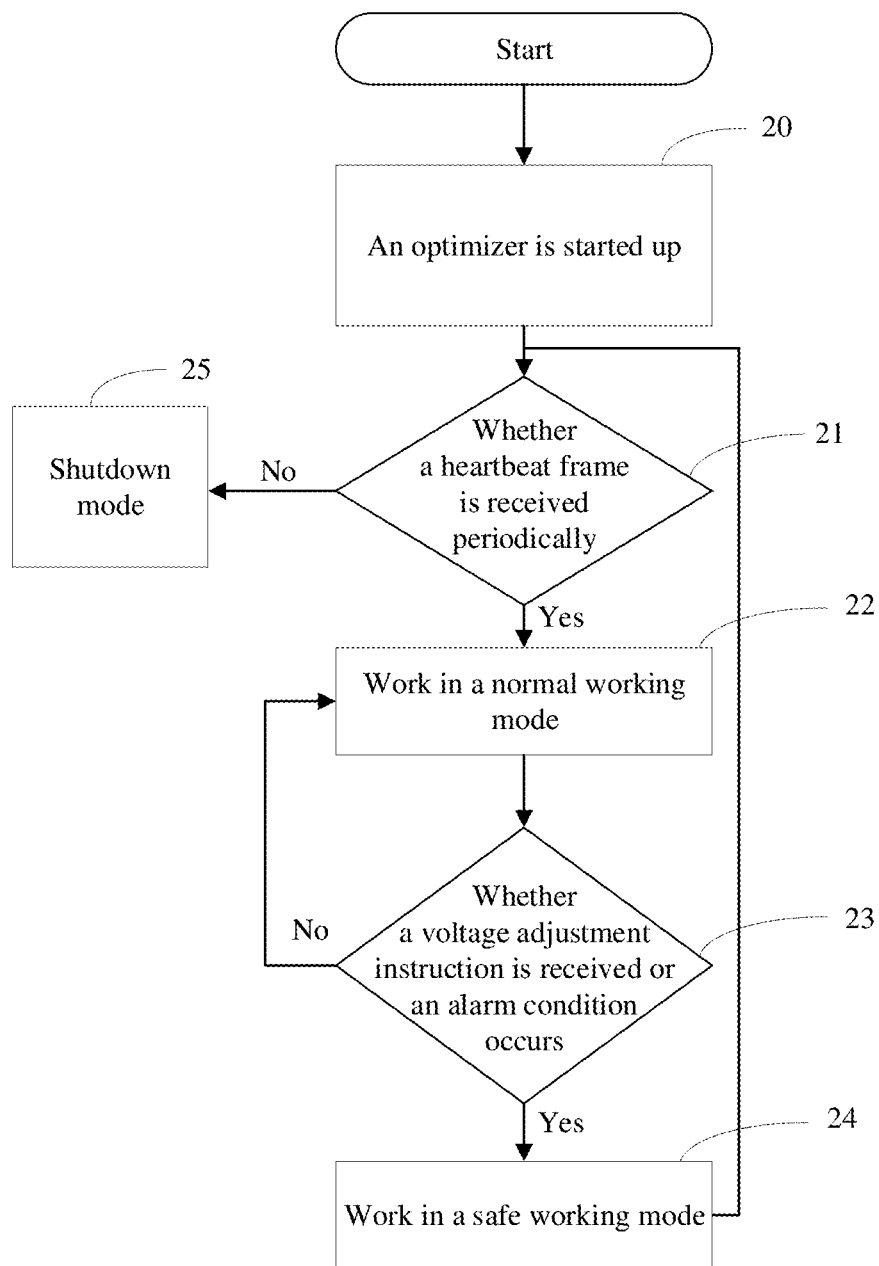 Start
20
An optimizer is started up
25
Shutdown
mode
No
Whether
a heartbeat frame
is received
periodically
21
Yes
22
Work in a normal working
mode
No
Whether
a voltage adjustment
instruction is received or
an alarm condition
occurs
23
Yes
24
Work in a safe working mode